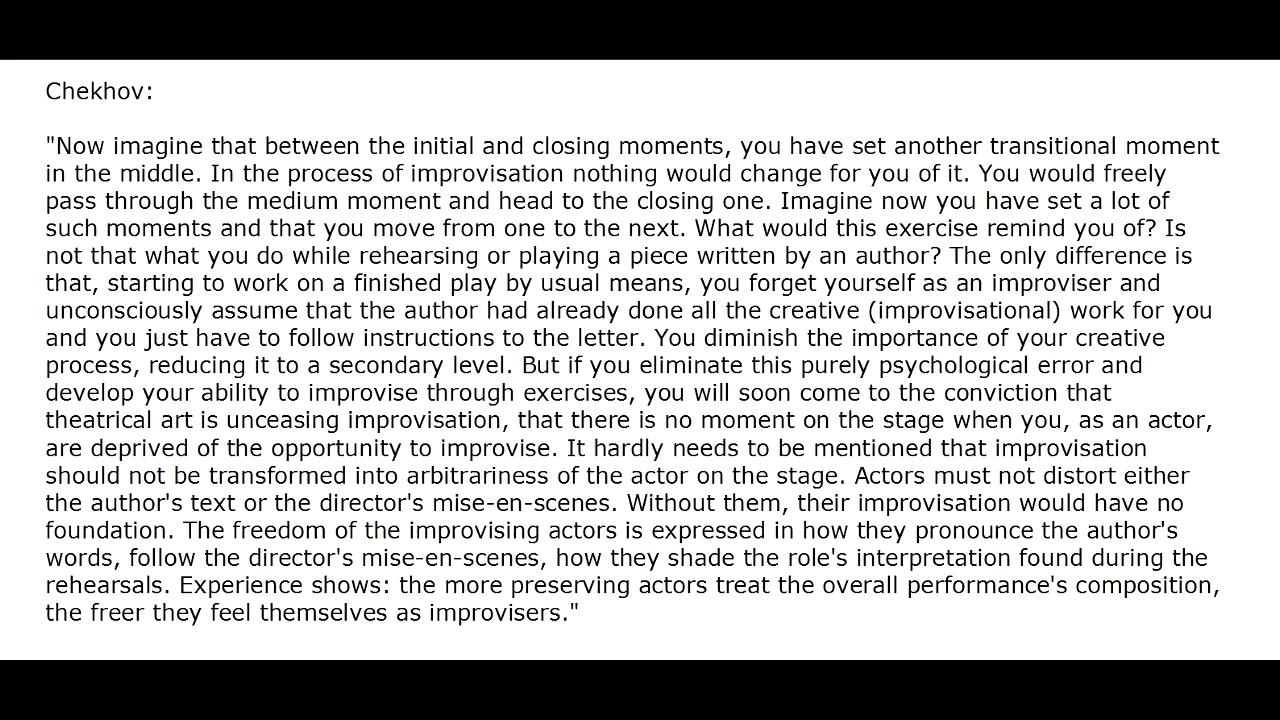 Chekhov:
"Now imagine that between the initial and closing moments, you have set another transitional moment
in the middle. In the process of improvisation nothing would change for you of it. You would freely
pass through the medium moment and head to the closing one. Imagine now you have set a lot of
such moments and that you move from one to the next. What would this exercise remind you of? Is
not that what you do while rehearsing or playing a piece written by an author? The only difference is
that, starting to work on a finished play by usual means, you forget yourself as an improviser and
unconsciously assume that the author had already done all the creative (improvisational) work for you
and you just have to follow instructions to the letter. You diminish the importance of your creative
process, reducing it to a secondary level. But if you eliminate this purely psychological error and
develop your ability to improvise through exercises, you will soon come to the conviction that
theatrical art is unceasing improvisation, that there is no moment on the stage when you, as an actor,
are deprived of the opportunity to improvise. It hardly needs to be mentioned that improvisation
should not be transformed into arbitrariness of the actor on the stage. Actors must not distort either
the author's text or the director's mise-en-scenes. Without them, their improvisation would have no
foundation. The freedom of the improvising actors is expressed in how they pronounce the author's
words, follow the director's mise-en-scenes, how they shade the role's interpretation found during the
rehearsals. Experience shows: the more preserving actors treat the overall performance's composition,
the freer they feel themselves as improvisers."